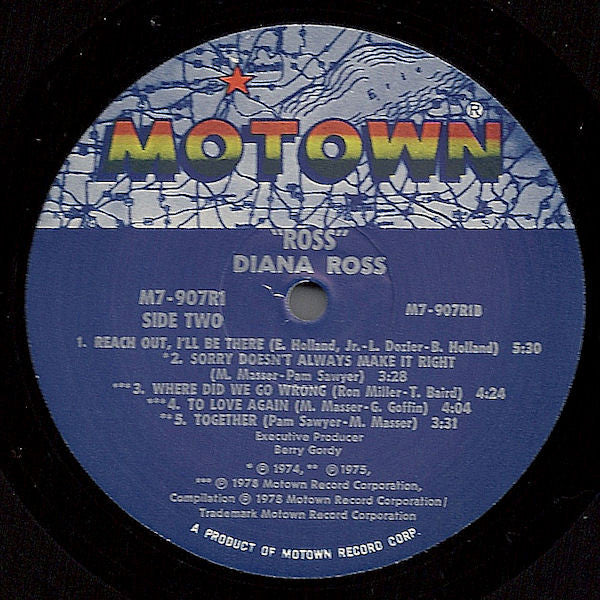 Erie
MOTOWN®
"ROSS"
DIANA ROSS
M7-907R1 M7-907R1B
SIDE TWO
1. REACH OUT, I'LL BE THERE (E. Holland, Jr.-L. Dozier-B. Holland) 5:30
*2. SORRY DOESN'T ALWAYS MAKE IT RIGHT
(M. Masser-Pam Sawyer) 3:28
***3. WHERE DID WE GO WRONG (Ron Miller-T. Baird) 4:24
***4. TO LOVE AGAIN (M. Masser-G. Goffin) 4:04
**5. TOGETHER (Pam Sawyer-M. Masser) 3:31
Executive Producer
Berry Gordy
* ℗ 1974, ** ℗1975,
*** ℗ 1978 Motown Record Corporation,
Compilation ℗ 1978 Motown Record Corporation/
Trademark Motown Record Corporation
A PRODUCT OF MOTOWN RECORD CORP.